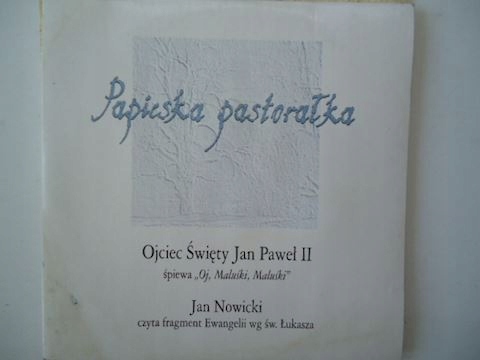 Papieska pastorałka
Ojciec Święty Jan Paweł II
śpiewa „Oj, Maluśki, Maluśki"
Jan Nowicki
czyta fragment Ewangelii wg św. Łukasza